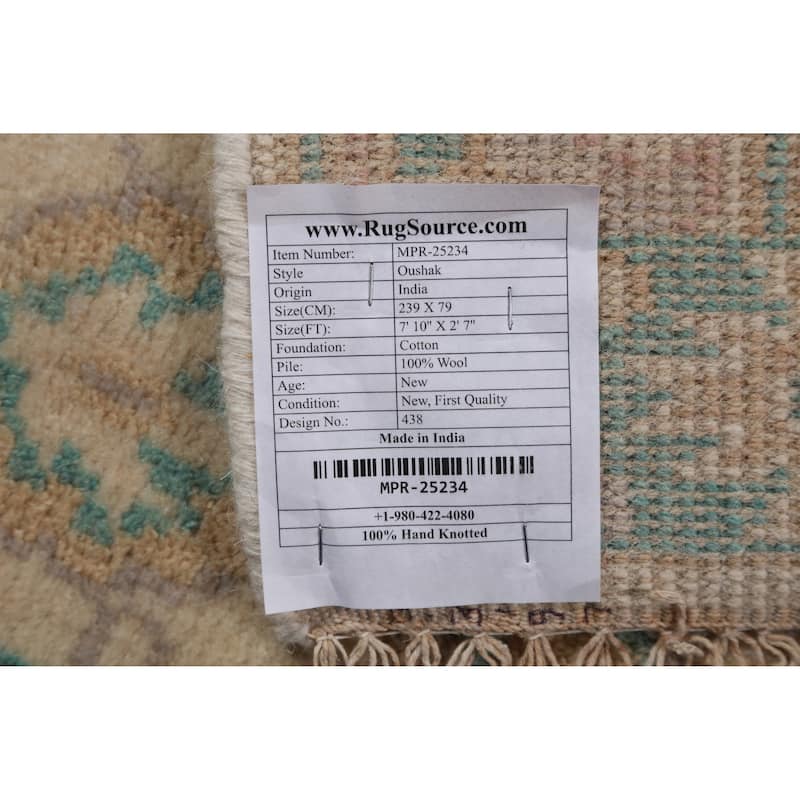 www.RugSource.com
Item Number: MPR-25234
Style Oushak
Origin India
Size(CM): 239 X 79
Size(FT): 7' 10" X 2' 7"
Foundation: Cotton
Pile: 100% Wool
Age: New
Condition: New, First Quality
Design No.: 438
Made in India
MPR-25234
+1-980-422-4080
100% Hand Knotted